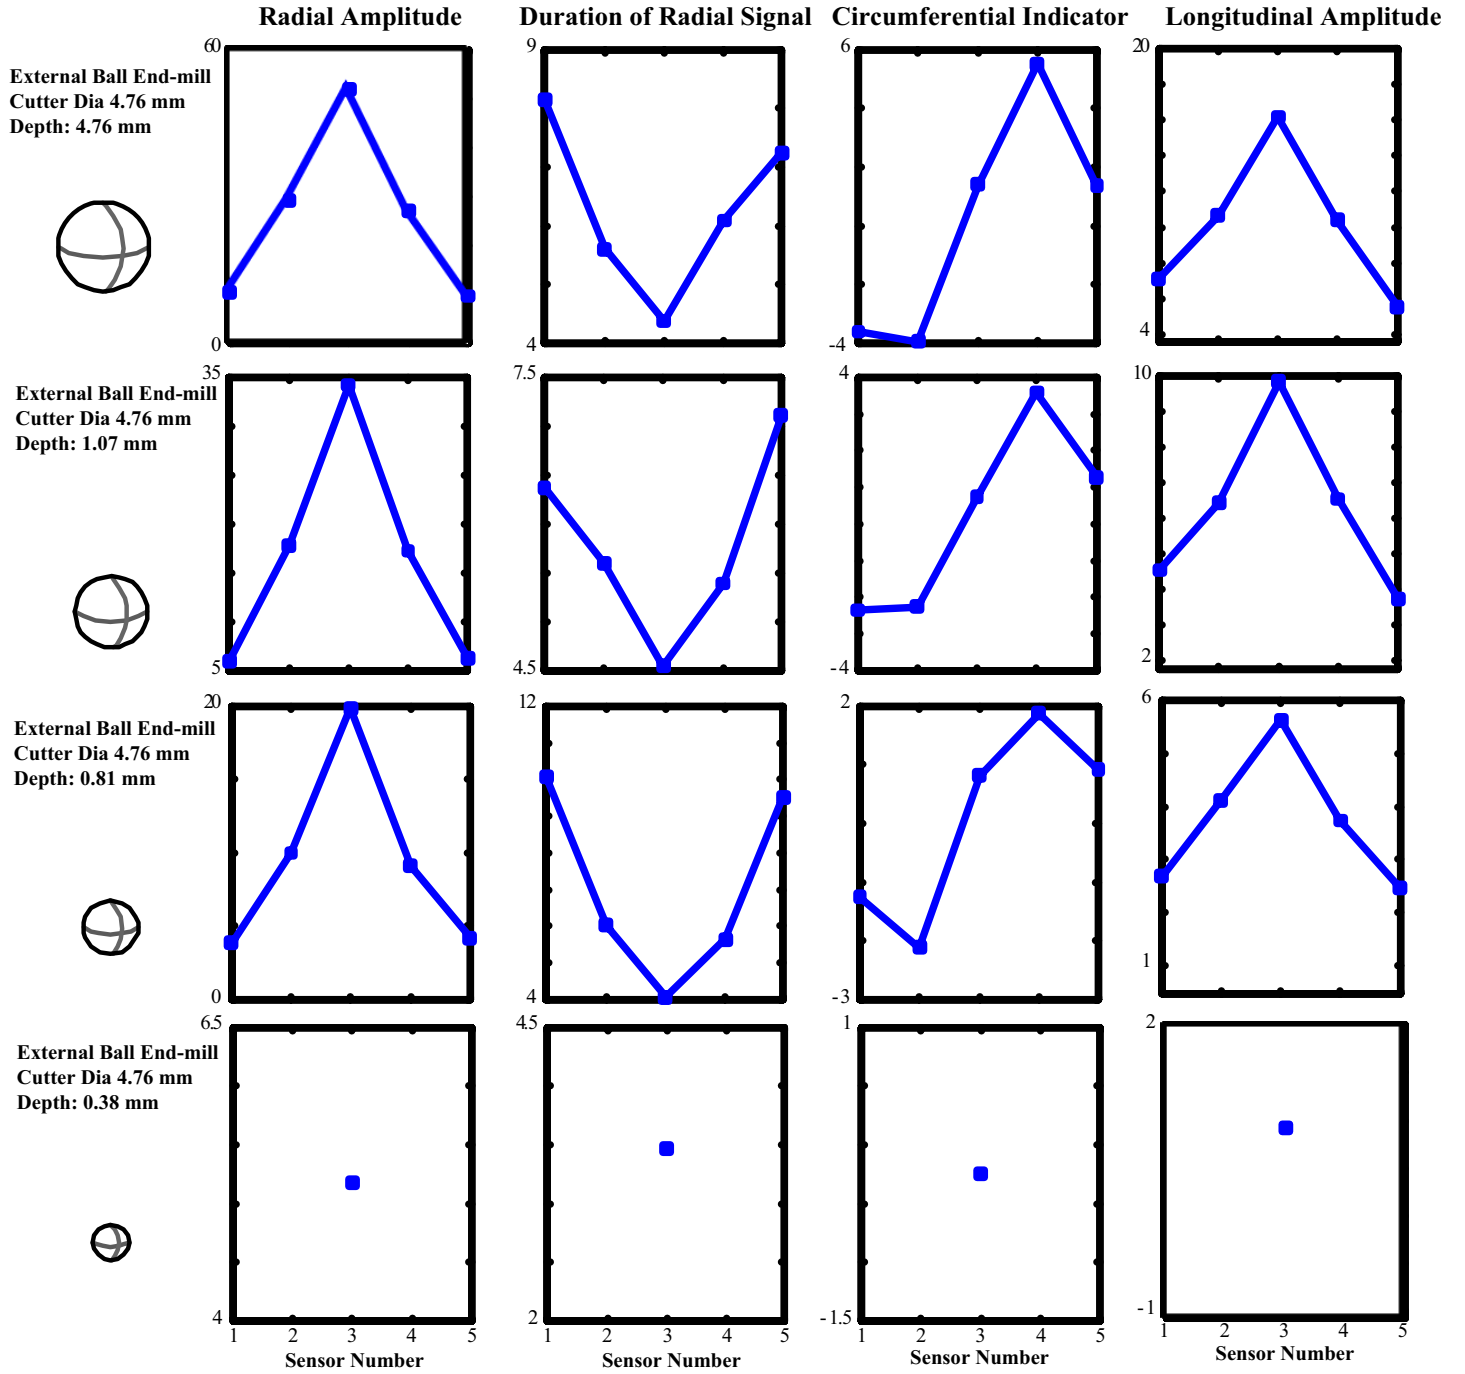 Radial Amplitude Duration of Radial Signal Circumferential Indicator Longitudinal Amplitude
60 9 6 20
External Ball End-mill
Cutter Dia 4.76 mm
Depth: 4.76 mm
0 4 -4 4
35 7.5 4 10
External Ball End-mill
Cutter Dia 4.76 mm
Depth: 1.07 mm
5 4.5 -4 2
20 12 2 6
External Ball End-mill
Cutter Dia 4.76 mm
Depth: 0.81 mm
0 4 -3 1
6.5 4.5 1 2
External Ball End-mill
Cutter Dia 4.76 mm
Depth: 0.38 mm
4 2 -1.5 -1
1 2 3 4 5 1 2 3 4 5 1 2 3 4 5 1 2 3 4 5
Sensor Number Sensor Number Sensor Number Sensor Number